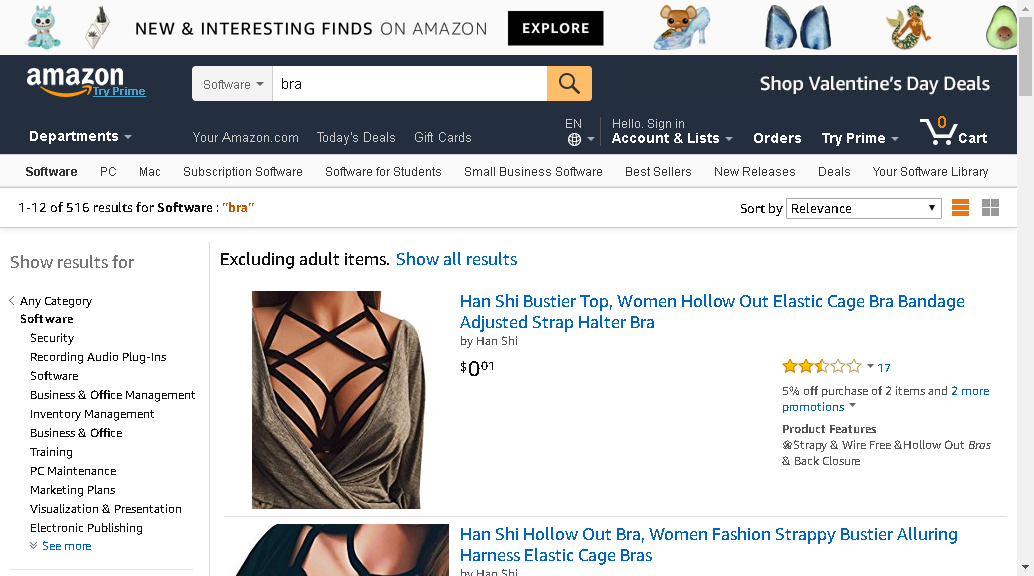 NEW & INTERESTING FINDS ON AMAZON
EXPLORE
amazon
Try Prime
Software
bra
Shop Valentine's Day Deals
Departments
Your Amazon.com
Today's Deals
Gift Cards
EN
Hello. Sign in
Account & Lists
Orders
Try Prime
0
Cart
Software
PC
Mac
Subscription Software
Software for Students
Small Business Software
Best Sellers
New Releases
Deals
Your Software Library
1-12 of 516 results for Software : "bra"
Sort by
Relevance
Show results for
Any Category
Software
Security
Recording Audio Plug-Ins
Software
Business & Office Management
Inventory Management
Business & Office
Training
PC Maintenance
Marketing Plans
Visualization & Presentation
Electronic Publishing
See more
Excluding adult items. Show all results
Han Shi Bustier Top, Women Hollow Out Elastic Cage Bra Bandage
Adjusted Strap Halter Bra
by Han Shi
$0 01
17
5% off purchase of 2 items and 2 more
promotions
Product Features
❀Strapy & Wire Free &Hollow Out Bras
& Back Closure
Han Shi Hollow Out Bra, Women Fashion Strappy Bustier Alluring
Harness Elastic Cage Bras
by Han Shi